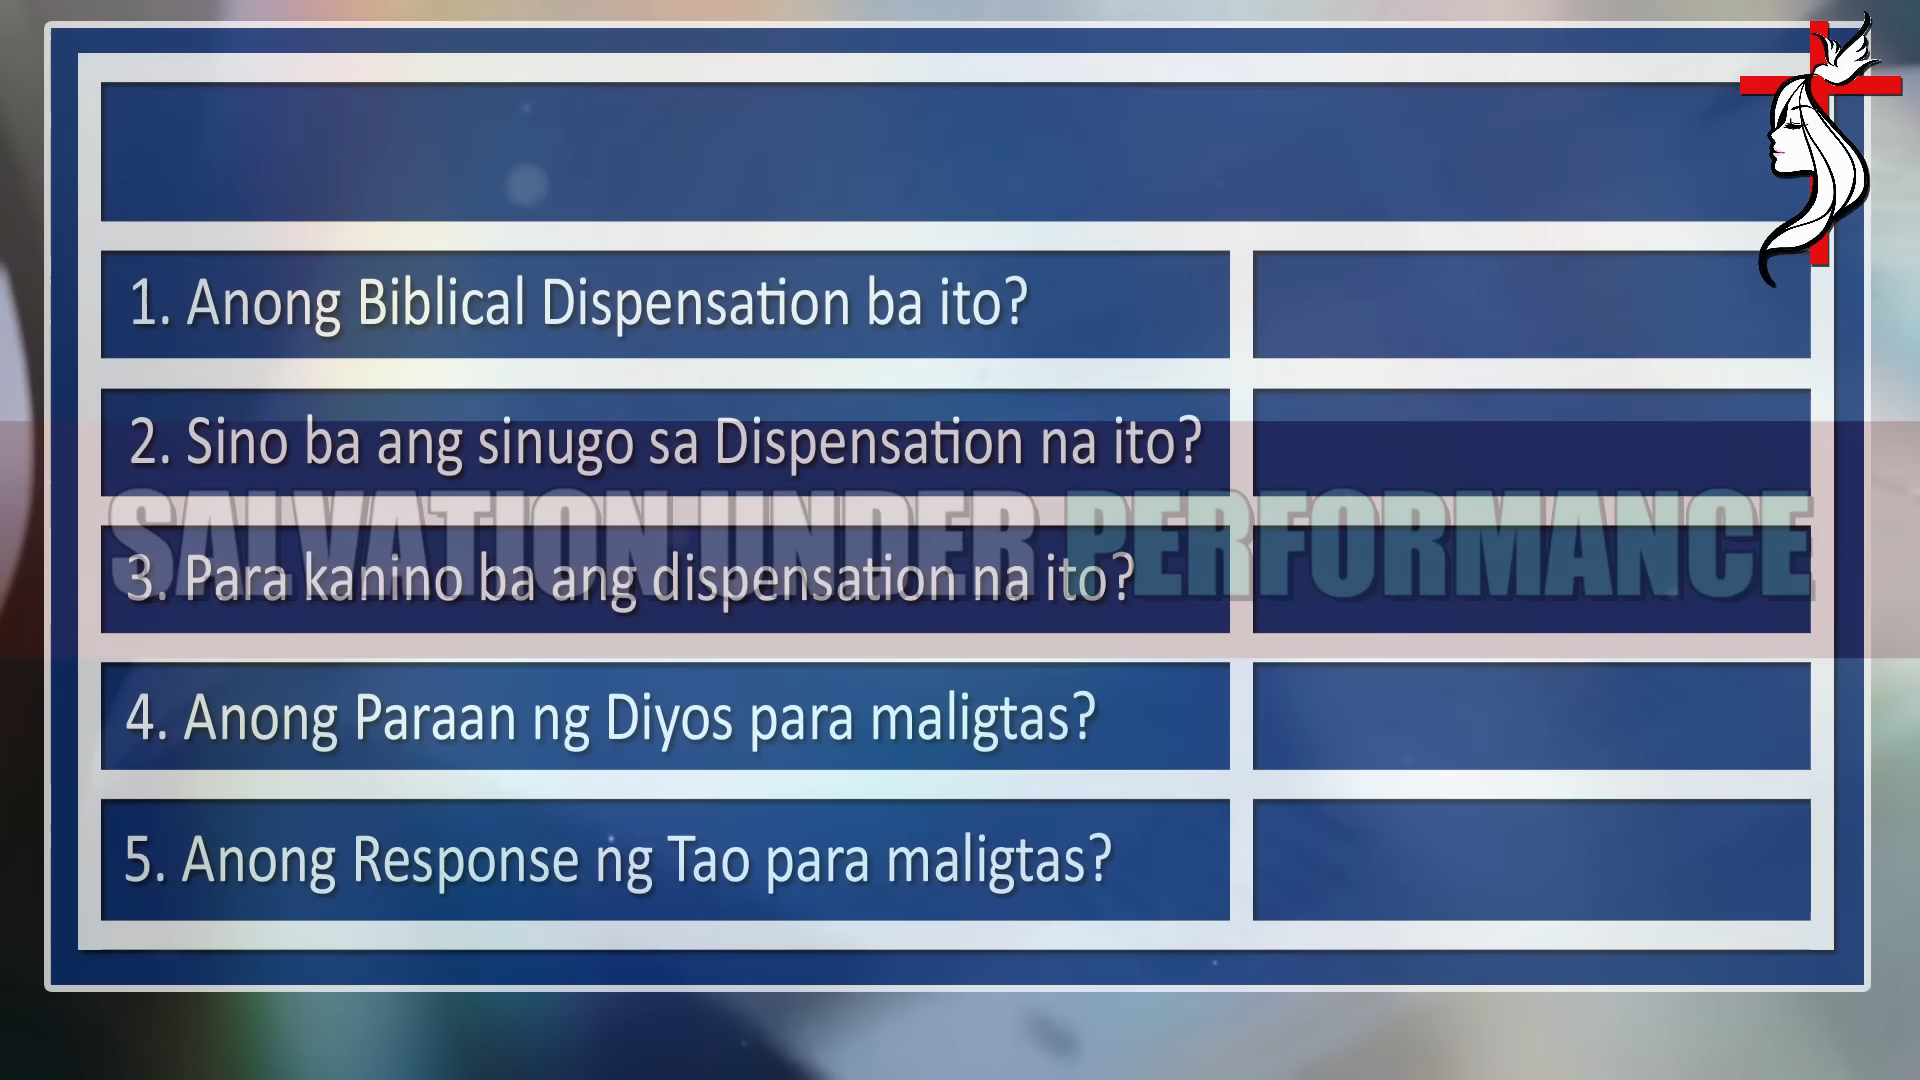 1. Anong Biblical Dispensation ba ito?
2. Sino ba ang sinugo sa Dispensation na ito?
SALVATION UNDER PERFORMANCE
3. Para kanino ba ang dispensation na ito?
4. Anong Paraan ng Diyos para maligtas?
5. Anong Response ng Tao para maligtas?